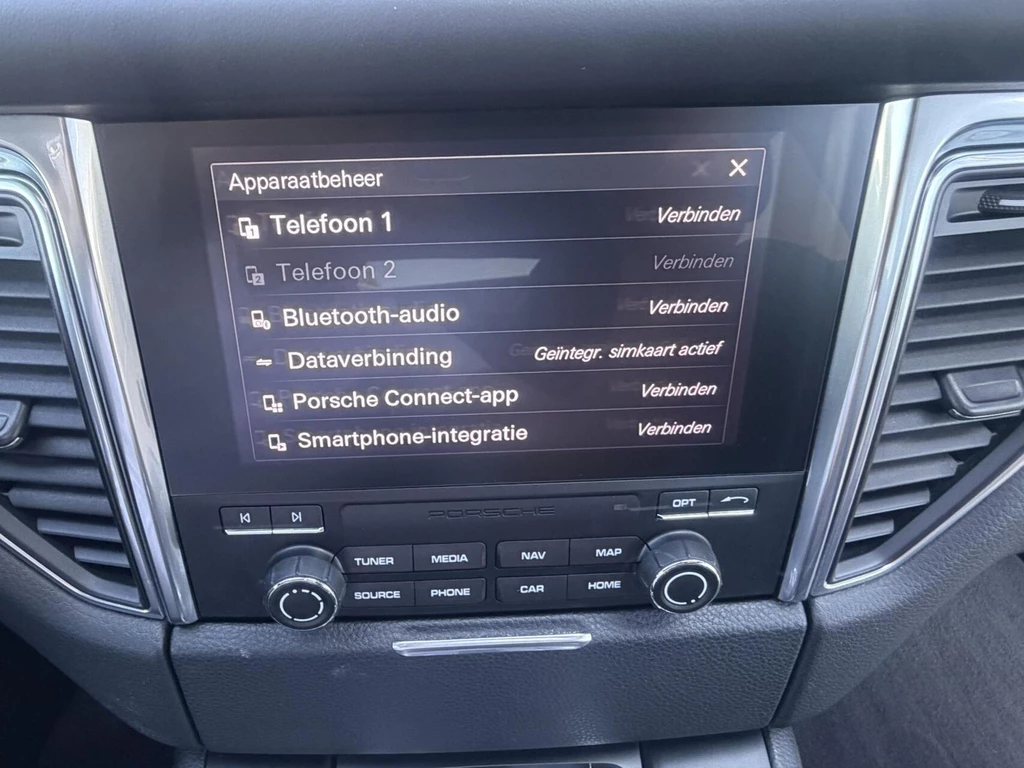 Apparaatbeheer
Telefoon 1 Verbinden
Telefoon 2 Verbinden
Bluetooth-audio Verbinden
Dataverbinding Geïntegr. simkaart actief
Porsche Connect-app Verbinden
Smartphone-integratie Verbinden
PORSCHE
OPT
TUNER MEDIA NAV MAP
SOURCE PHONE CAR HOME